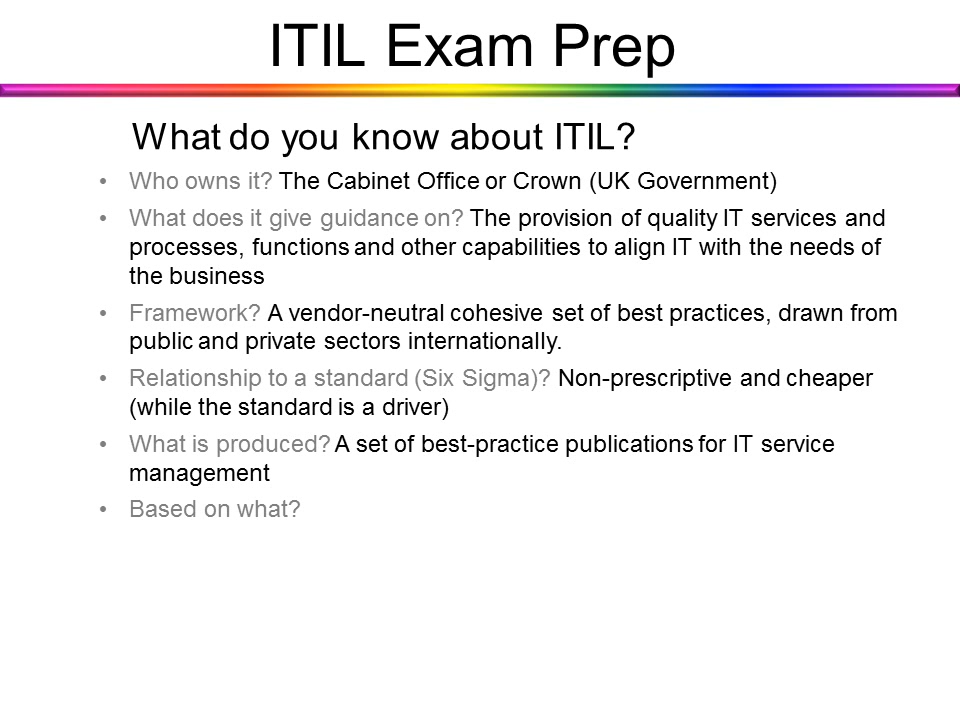 ITIL Exam Prep
What do you know about ITIL?
• Who owns it? The Cabinet Office or Crown (UK Government)
• What does it give guidance on? The provision of quality IT services and
processes, functions and other capabilities to align IT with the needs of
the business
• Framework? A vendor-neutral cohesive set of best practices, drawn from
public and private sectors internationally.
• Relationship to a standard (Six Sigma)? Non-prescriptive and cheaper
(while the standard is a driver)
• What is produced? A set of best-practice publications for IT service
management
• Based on what?